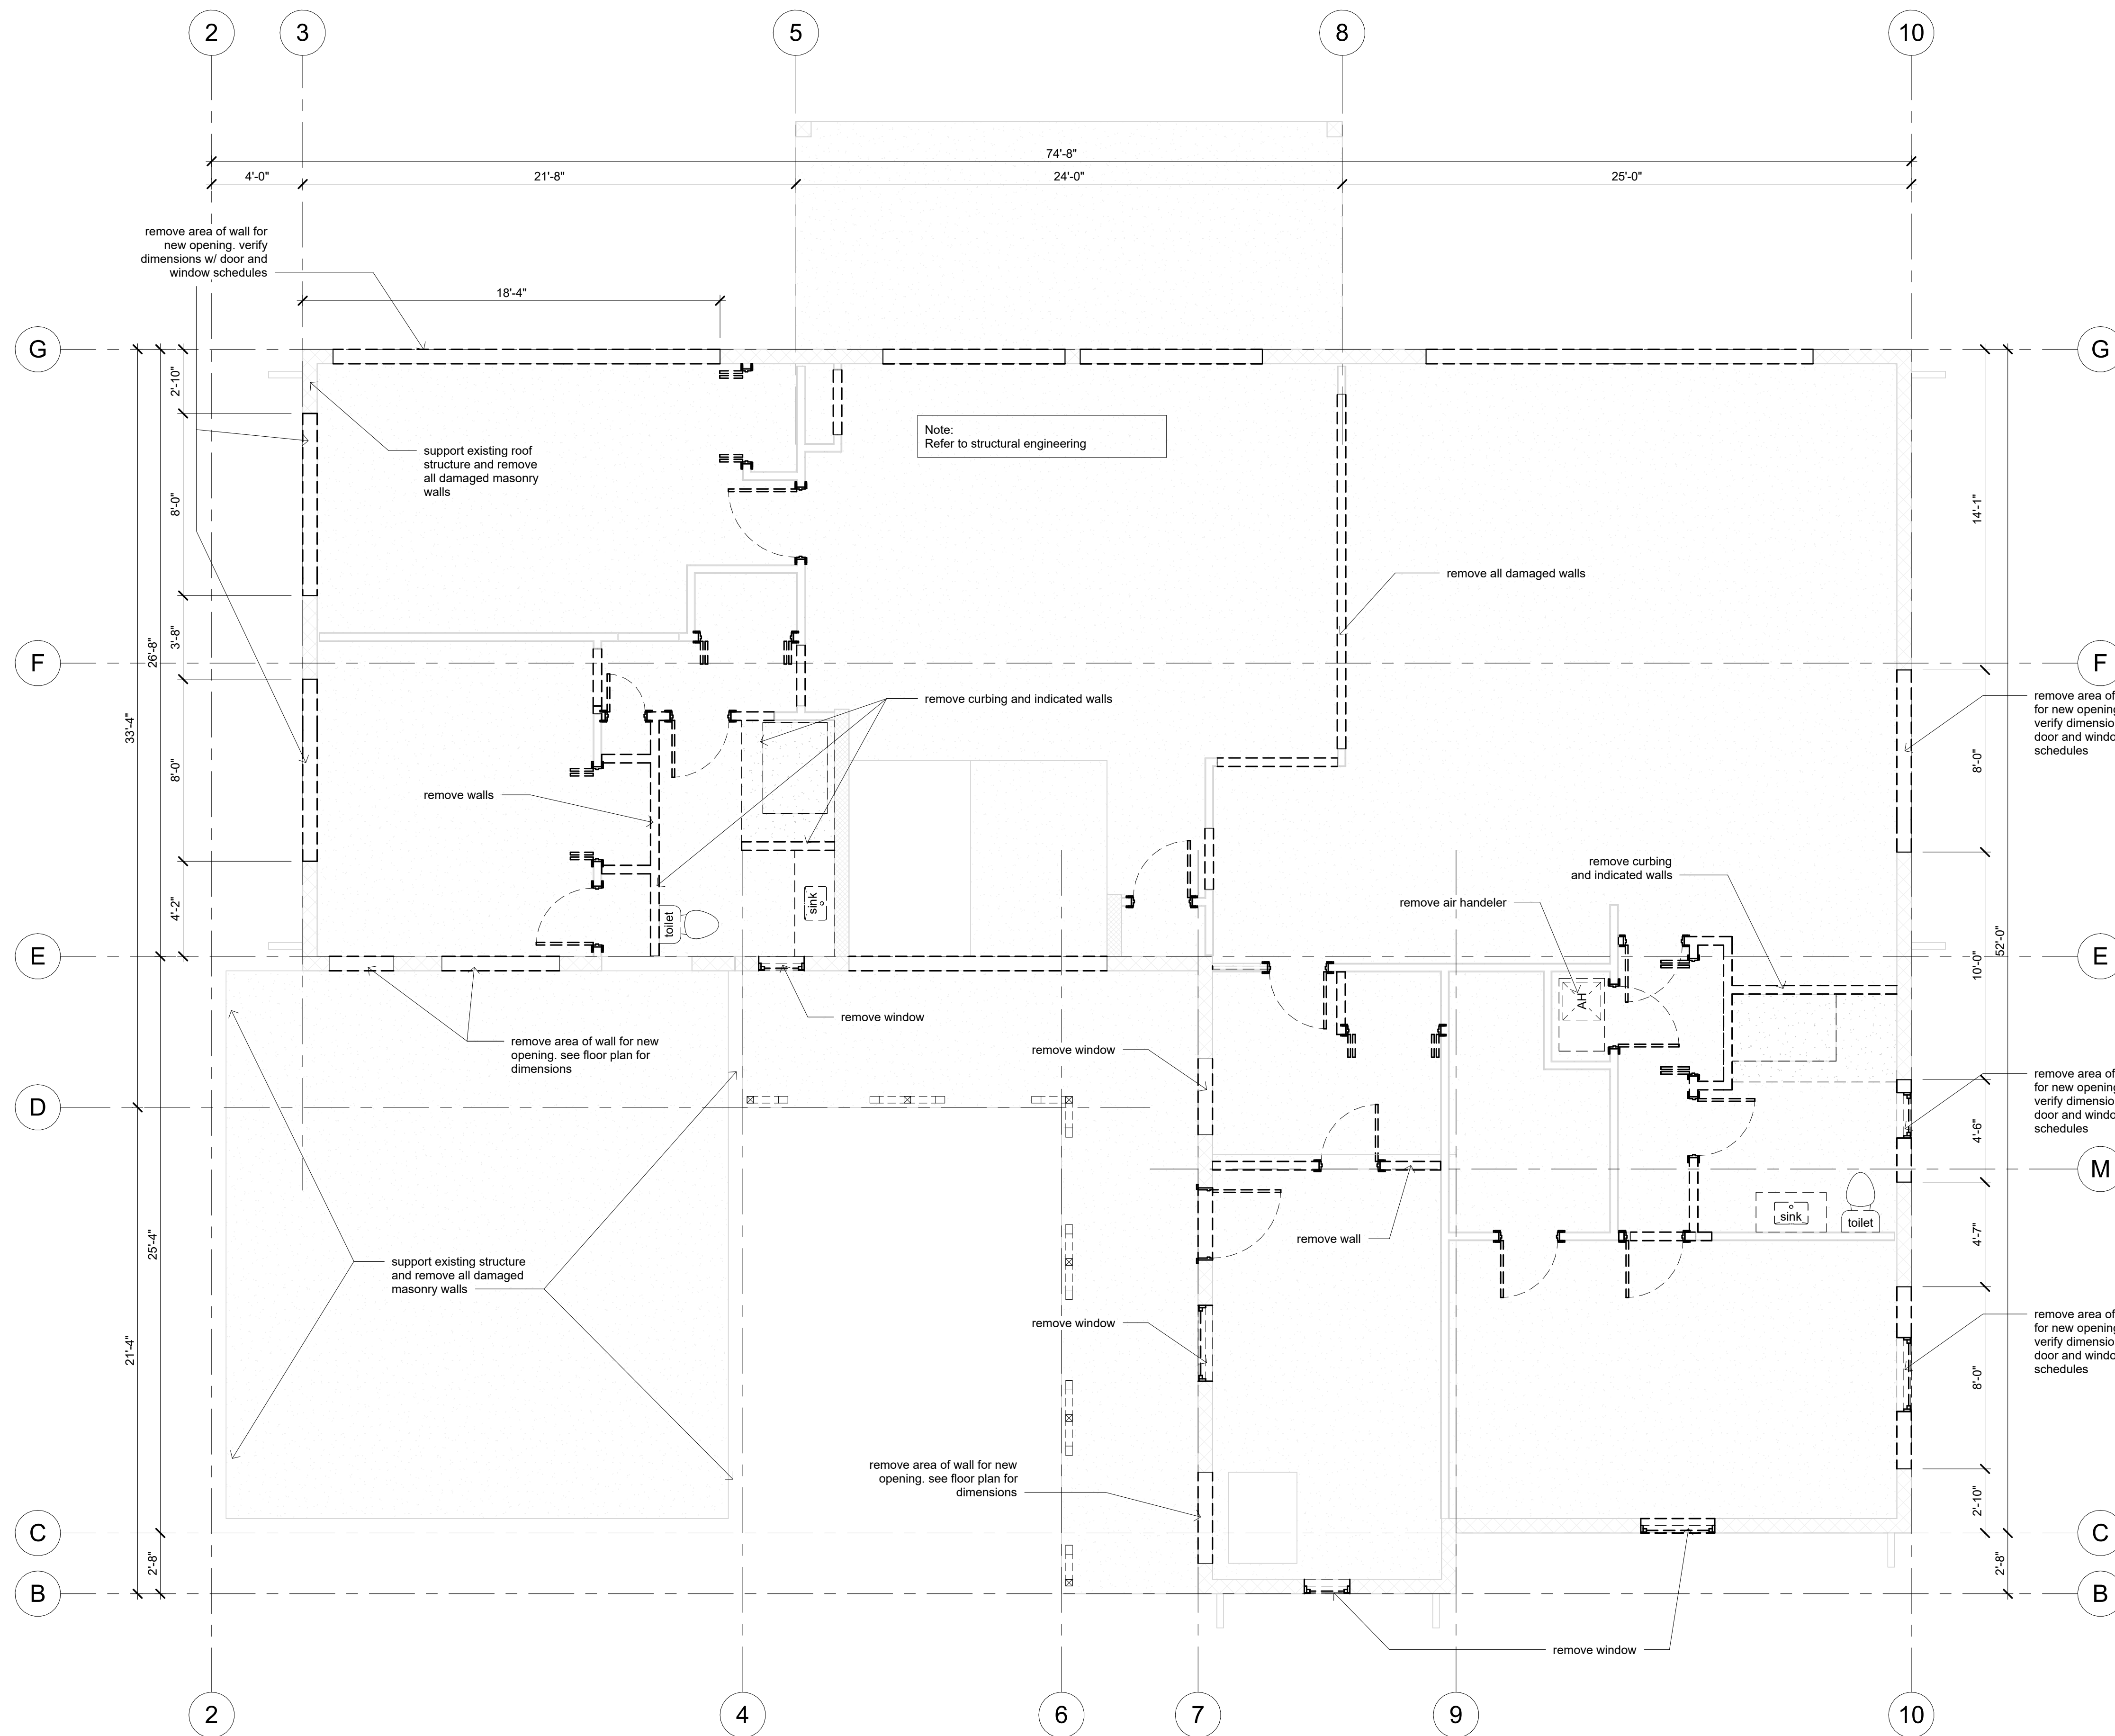 2
3
5
8
10
74'-8"
4'-0"
21'-8"
24'-0"
25'-0"
remove area of wall for
new opening. verify
dimensions w/ door and
window schedules
18'-4"
G
G
2'-10"
Note:
Refer to structural engineering
support existing roof
structure and remove
all damaged masonry
walls
8'-0"
14'-1"
remove all damaged walls
3'-8"
26'-8"
F
F
33'-4"
remove curbing and indicated walls
remove area of
for new opening
verify dimensio
door and windo
schedules
8'-0"
8'-0"
remove walls
remove curbing
and indicated walls
remove air handeler
4'-2"
sink
toilet
E
E
10'-0"
52'-0"
AH
remove window
remove window
remove area of wall for new
opening. see floor plan for
dimensions
remove area of
for new opening
verify dimensio
door and windo
schedules
D
4'-6"
M
sink
toilet
4'-7"
remove wall
25'-4"
support existing structure
and remove all damaged
masonry walls
remove window
21'-4"
remove area of
for new opening
verify dimensio
door and windo
schedules
8'-0"
remove area of wall for new
opening. see floor plan for
dimensions
2'-10"
C
C
2'-8"
2'-8"
B
B
remove window
2
4
6
7
9
10